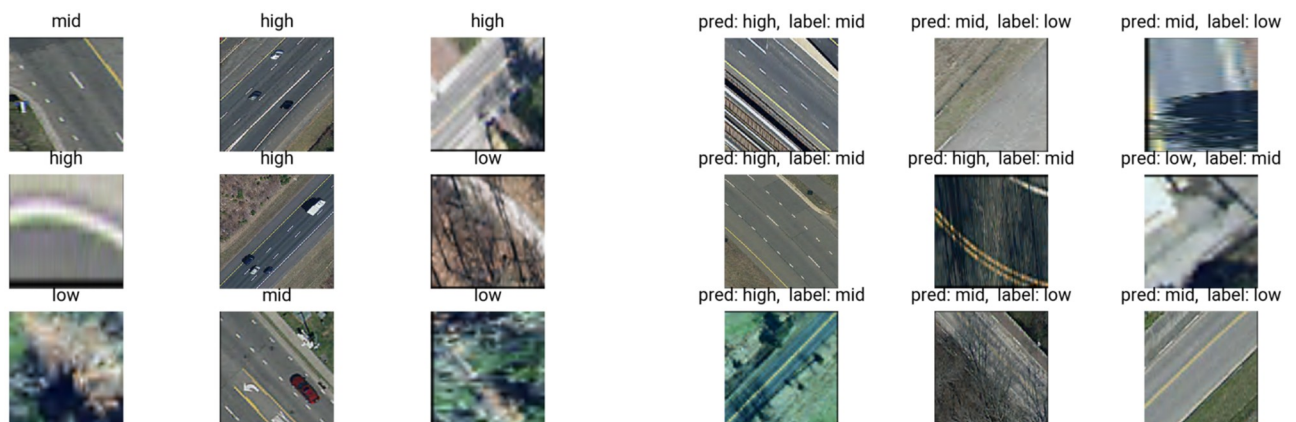 mid high high
pred: high, label: mid pred: mid, label: low pred: mid, label: low
high high low
pred: high, label: mid pred: high, label: mid pred: low, label: mid
low mid low
pred: high, label: mid pred: mid, label: low pred: mid, label: low